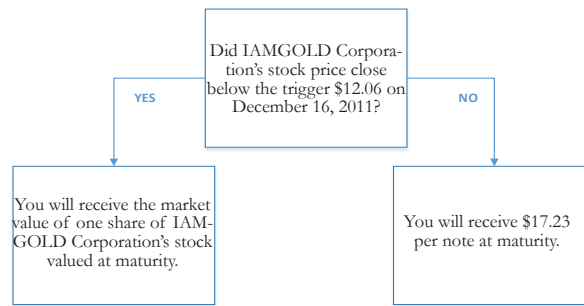 Did IAMGOLD Corpora-
tion's stock price close
below the trigger $12.06 on
December 16, 2011?
YES
NO
You will receive the market
value of one share of IAM-
GOLD Corporation's stock
valued at maturity.
You will receive $17.23
per note at maturity.